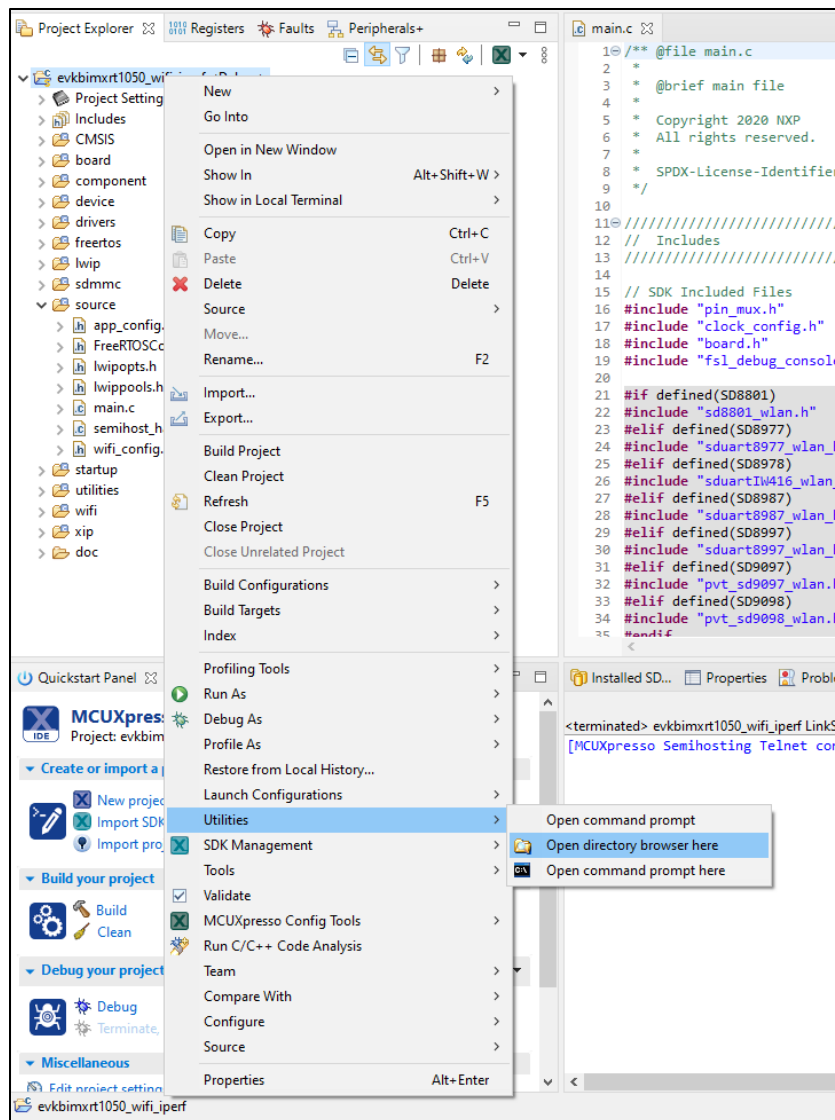 Project Explorer
Registers
Faults
Peripherals+
main.c
evkbimxrt1050_wifi_iperf
Project Setting
Includes
CMSIS
board
component
device
drivers
freertos
lwip
sdmmc
source
app_config.
FreeRTOSCo
lwipopts.h
lwippools.h
main.c
semihost_h
wifi_config.
startup
utilities
wifi
xip
doc
New
Go Into
Open in New Window
Show In Alt+Shift+W >
Show in Local Terminal
Copy Ctrl+C
Paste Ctrl+V
Delete Delete
Source
Move...
Rename... F2
Import...
Export...
Build Project
Clean Project
Refresh F5
Close Project
Close Unrelated Project
Build Configurations
Build Targets
Index
Profiling Tools
Run As
Debug As
Profile As
Restore from Local History...
Launch Configurations
Utilities
SDK Management
Tools
Validate
MCUXpresso Config Tools
Run C/C++ Code Analysis
Team
Compare With
Configure
Source
Properties Alt+Enter
Open command prompt
Open directory browser here
Open command prompt here
1 /** @file main.c
2 *
3 * @brief main file
4 *
5 * Copyright 2020 NXP
6 * All rights reserved.
7 *
8 * SPDX-License-Identifier
9 */
10
11 ///////////////////////////
12 // Includes
13 ///////////////////////////
14
15 // SDK Included Files
16 #include "pin_mux.h"
17 #include "clock_config.h"
18 #include "board.h"
19 #include "fsl_debug_console
20
21 #if defined(SD8801)
22 #include "sd8801_wlan.h"
23 #elif defined(SD8977)
24 #include "sduart8977_wlan_h
25 #elif defined(SD8978)
26 #include "sduartIW416_wlan_
27 #elif defined(SD8987)
28 #include "sduart8987_wlan_h
29 #elif defined(SD8997)
30 #include "sduart8997_wlan_h
31 #elif defined(SD9097)
32 #include "pvt_sd9097_wlan.h
33 #elif defined(SD9098)
34 #include "pvt_sd9098_wlan.h
35 #endif
Quickstart Panel
IDE
MCUXpres
Project: evkbim
Create or import a p
New projec
Import SDK
Import proj
Build your project
Build
Clean
Debug your project
Debug
Terminate,
Miscellaneous
Edit project setting
Installed SD...
Properties
Proble
<terminated> evkbimxrt1050_wifi_iperf LinkS
[MCUXpresso Semihosting Telnet con
evkbimxrt1050_wifi_iperf